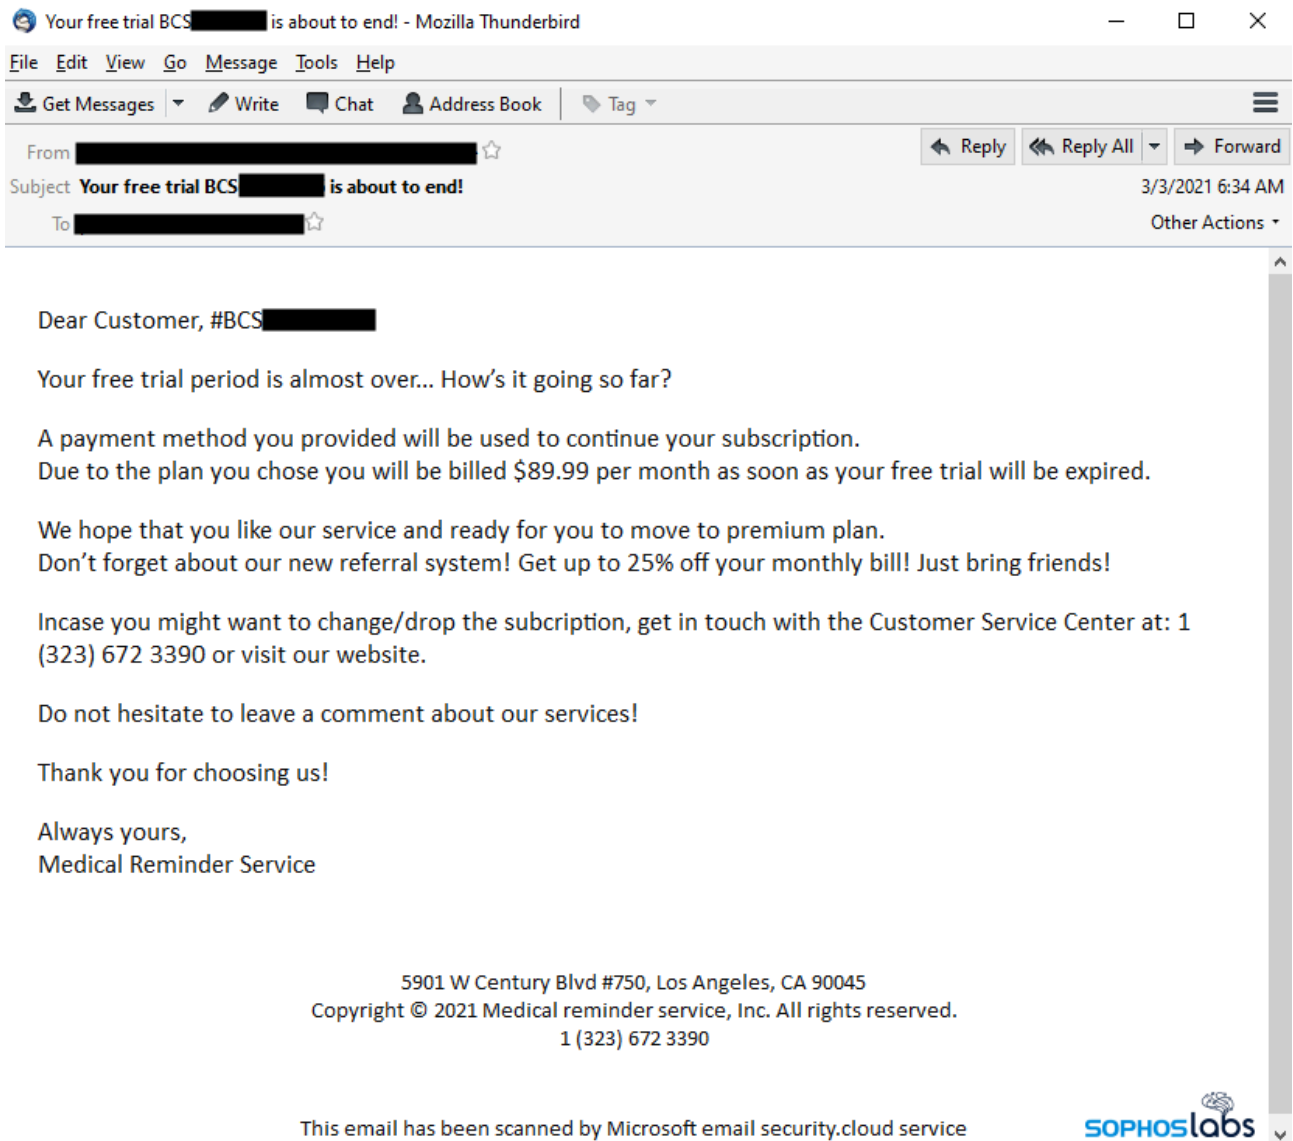 Your free trial BCS is about to end! - Mozilla Thunderbird
File Edit View Go Message Tools Help
Get Messages Write Chat Address Book Tag
From Reply Reply All Forward
Subject Your free trial BCS is about to end! 3/3/2021 6:34 AM
To Other Actions
Dear Customer, #BCS
Your free trial period is almost over... How's it going so far?
A payment method you provided will be used to continue your subscription.
Due to the plan you chose you will be billed $89.99 per month as soon as your free trial will be expired.
We hope that you like our service and ready for you to move to premium plan.
Don't forget about our new referral system! Get up to 25% off your monthly bill! Just bring friends!
Incase you might want to change/drop the subcription, get in touch with the Customer Service Center at: 1
(323) 672 3390 or visit our website.
Do not hesitate to leave a comment about our services!
Thank you for choosing us!
Always yours,
Medical Reminder Service
5901 W Century Blvd #750, Los Angeles, CA 90045
Copyright © 2021 Medical reminder service, Inc. All rights reserved.
1 (323) 672 3390
This email has been scanned by Microsoft email security.cloud service
SOPHOSlabs